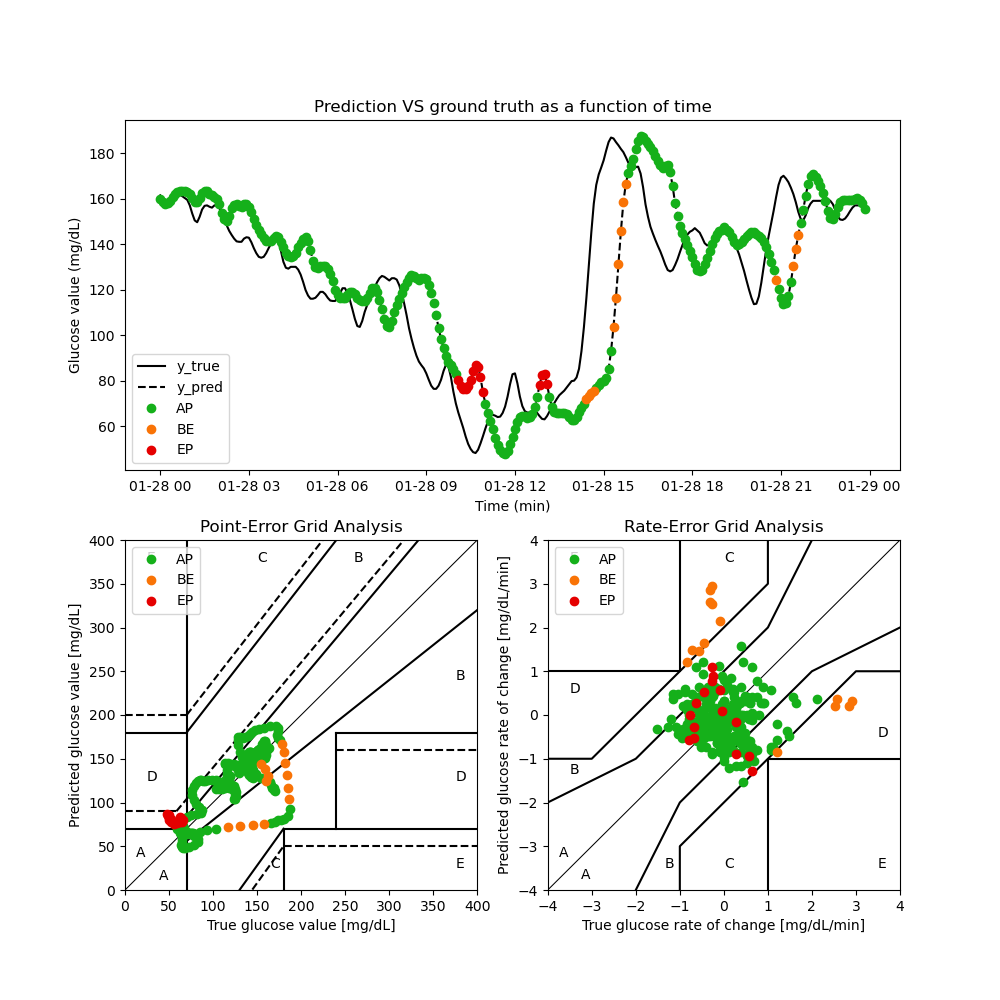 Prediction VS ground truth as a function of time
Glucose value (mg/dL)
180
160
140
120
100
80
60
y_true
y_pred
AP
BE
EP
01-28 00 01-28 03 01-28 06 01-28 09 01-28 12 01-28 15 01-28 18 01-28 21 01-29 00
Time (min)
Point-Error Grid Analysis
Predicted glucose value [mg/dL]
400
350
300
250
200
150
100
50
0
AP
BE
EP
C
B
B
D
D
A
A
C
E
0 50 100 150 200 250 300 350 400
True glucose value [mg/dL]
Rate-Error Grid Analysis
Predicted glucose rate of change [mg/dL/min]
4
3
2
1
0
−1
−2
−3
−4
AP
BE
EP
C
D
D
B
A
A
B
C
E
−4 −3 −2 −1 0 1 2 3 4
True glucose rate of change [mg/dL/min]